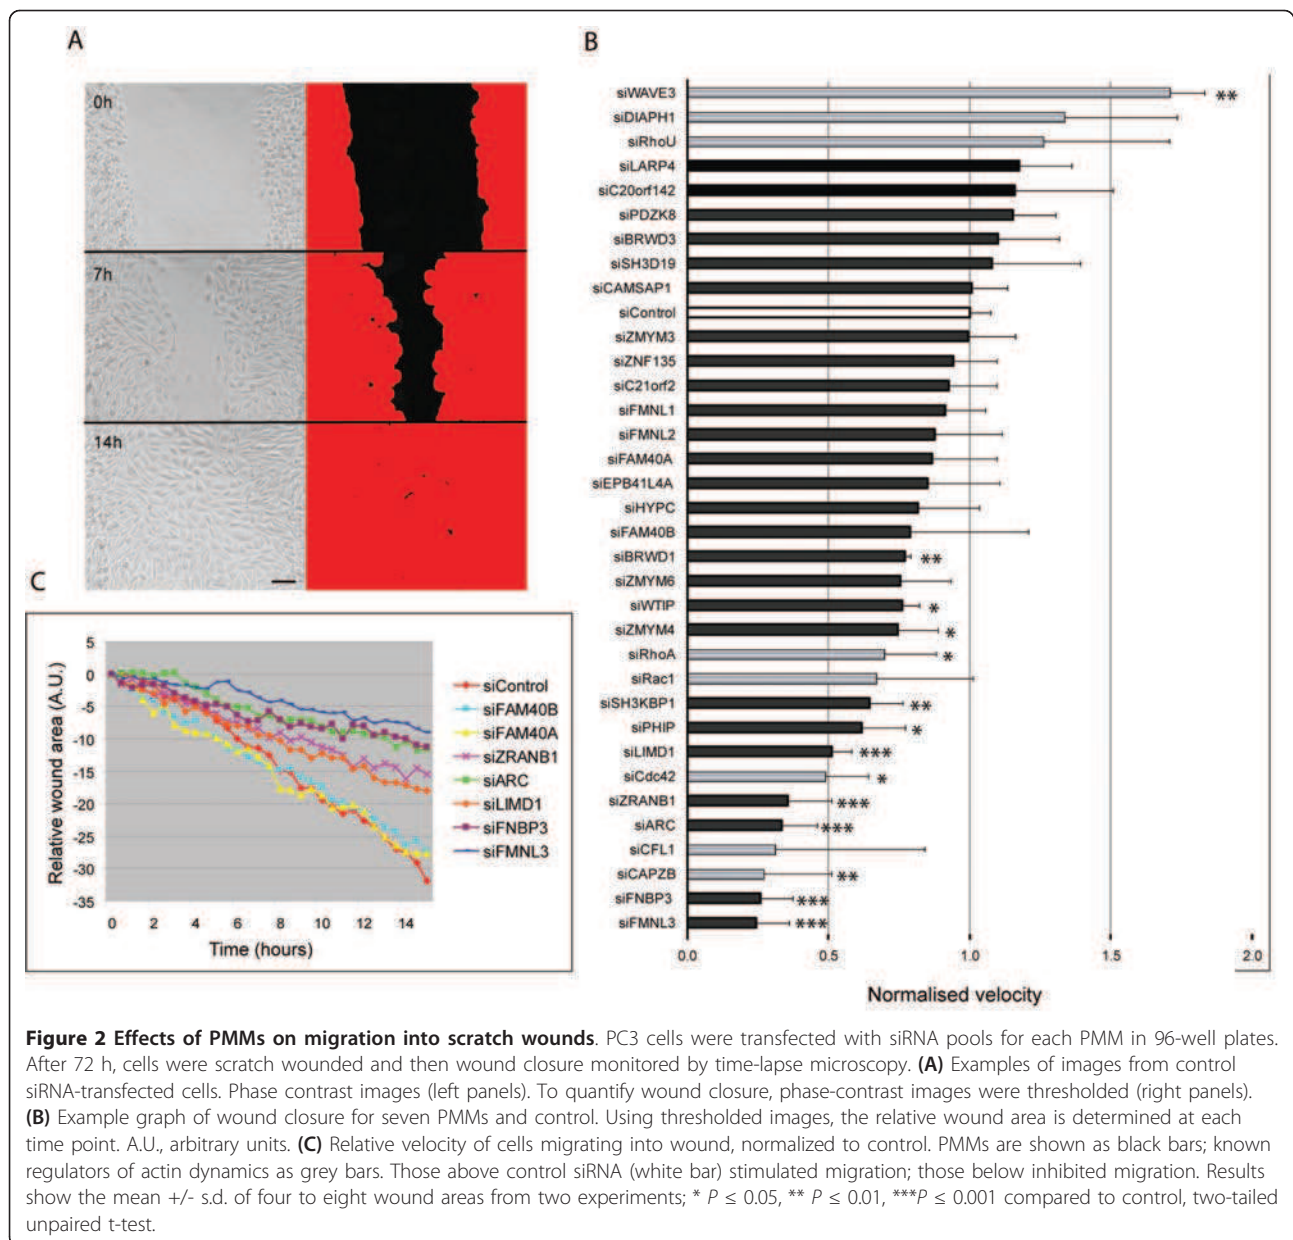 A
0h
7h
14h
B
siWAVE3 **
siDIAPH1
siRhoU
siLARP4
siC20orf142
siPDZK8
siBRWD3
siSH3D19
siCAMSAP1
siControl
siZMYM3
siZNF135
siC21orf2
siFMNL1
siFMNL2
siFAM40A
siEPB41L4A
siHYPC
siFAM40B
siBRWD1 **
siZMYM6
siWTIP *
siZMYM4 *
siRhoA *
siRac1
siSH3KBP1 **
siPHIP *
siLIMD1 ***
siCdc42 *
siZRANB1 ***
siARC ***
siCFL1
siCAPZB **
siFNBP3 ***
siFMNL3 ***
0.0 0.5 1.0 1.5 2.0
Normalised velocity
C
Relative wound area (A.U.)
5
0
-5
-10
-15
-20
-25
-30
-35
0 2 4 6 8 10 12 14
Time (hours)
siControl
siFAM40B
siFAM40A
siZRANB1
siARC
siLIMD1
siFNBP3
siFMNL3
Figure 2 Effects of PMMs on migration into scratch wounds. PC3 cells were transfected with siRNA pools for each PMM in 96-well plates.
After 72 h, cells were scratch wounded and then wound closure monitored by time-lapse microscopy. (A) Examples of images from control
siRNA-transfected cells. Phase contrast images (left panels). To quantify wound closure, phase-contrast images were thresholded (right panels).
(B) Example graph of wound closure for seven PMMs and control. Using thresholded images, the relative wound area is determined at each
time point. A.U., arbitrary units. (C) Relative velocity of cells migrating into wound, normalized to control. PMMs are shown as black bars; known
regulators of actin dynamics as grey bars. Those above control siRNA (white bar) stimulated migration; those below inhibited migration. Results
show the mean +/- s.d. of four to eight wound areas from two experiments; * P ≤ 0.05, ** P ≤ 0.01, ***P ≤ 0.001 compared to control, two-tailed
unpaired t-test.